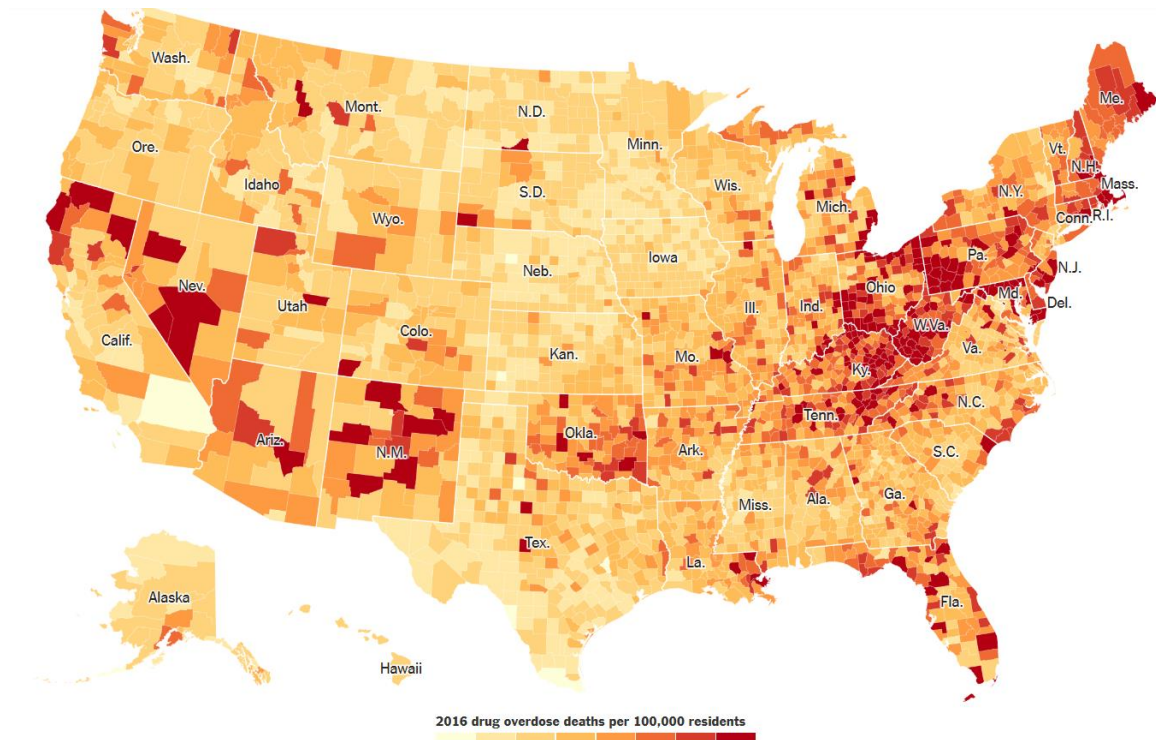 Wash.
Mont.
N.D.
Minn.
Me.
Ore.
Idaho
S.D.
Wis.
Mich.
Vt.
N.H.
N.Y.
Mass.
Conn.
R.I.
Wyo.
Neb.
Iowa
Pa.
N.J.
Nev.
Utah
Colo.
Ill.
Ind.
Ohio
Md.
Del.
Calif.
Kan.
Mo.
W.Va.
Va.
Ky.
Ariz.
N.M.
Okla.
Ark.
Tenn.
N.C.
S.C.
Miss.
Ala.
Ga.
Tex.
La.
Fla.
Alaska
Hawaii
2016 drug overdose deaths per 100,000 residents